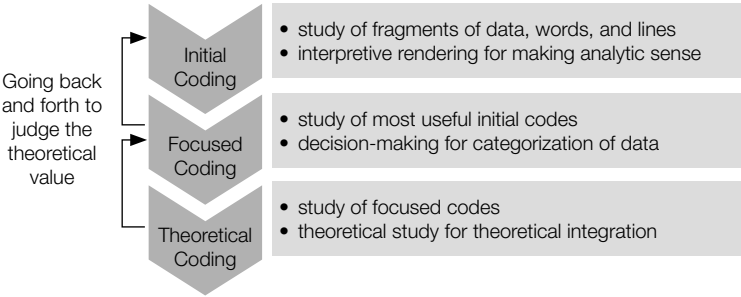 Going back
and forth to
judge the
theoretical
value
Initial
Coding
• study of fragments of data, words, and lines
• interpretive rendering for making analytic sense
Focused
Coding
• study of most useful initial codes
• decision-making for categorization of data
Theoretical
Coding
• study of focused codes
• theoretical study for theoretical integration